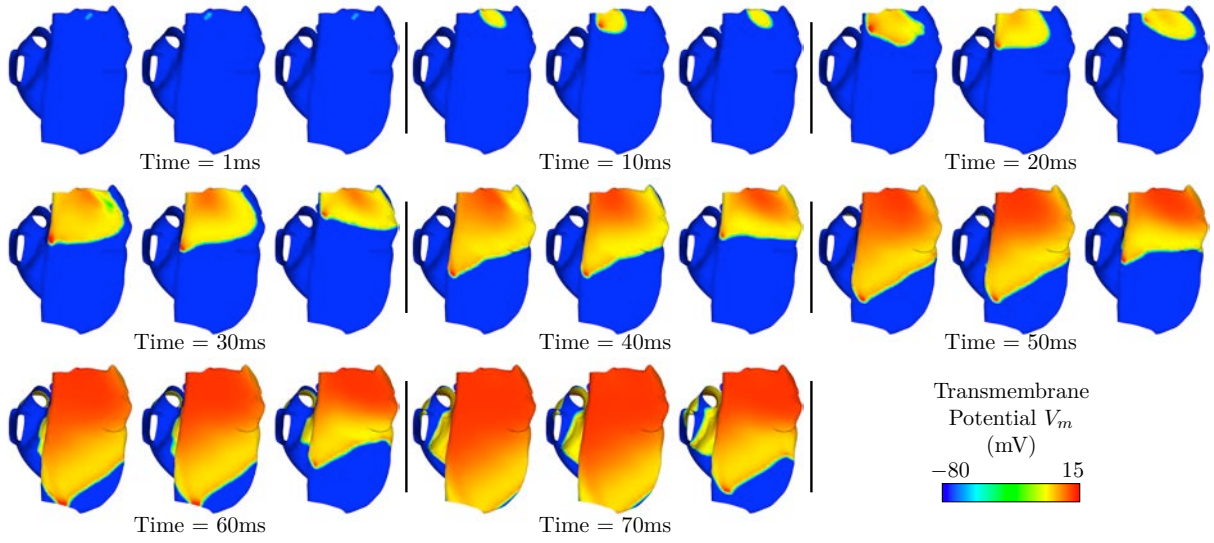 Time = 1ms
Time = 10ms
Time = 20ms
Time = 30ms
Time = 40ms
Time = 50ms
Time = 60ms
Time = 70ms
Transmembrane
Potential Vm
(mV)
−80 15